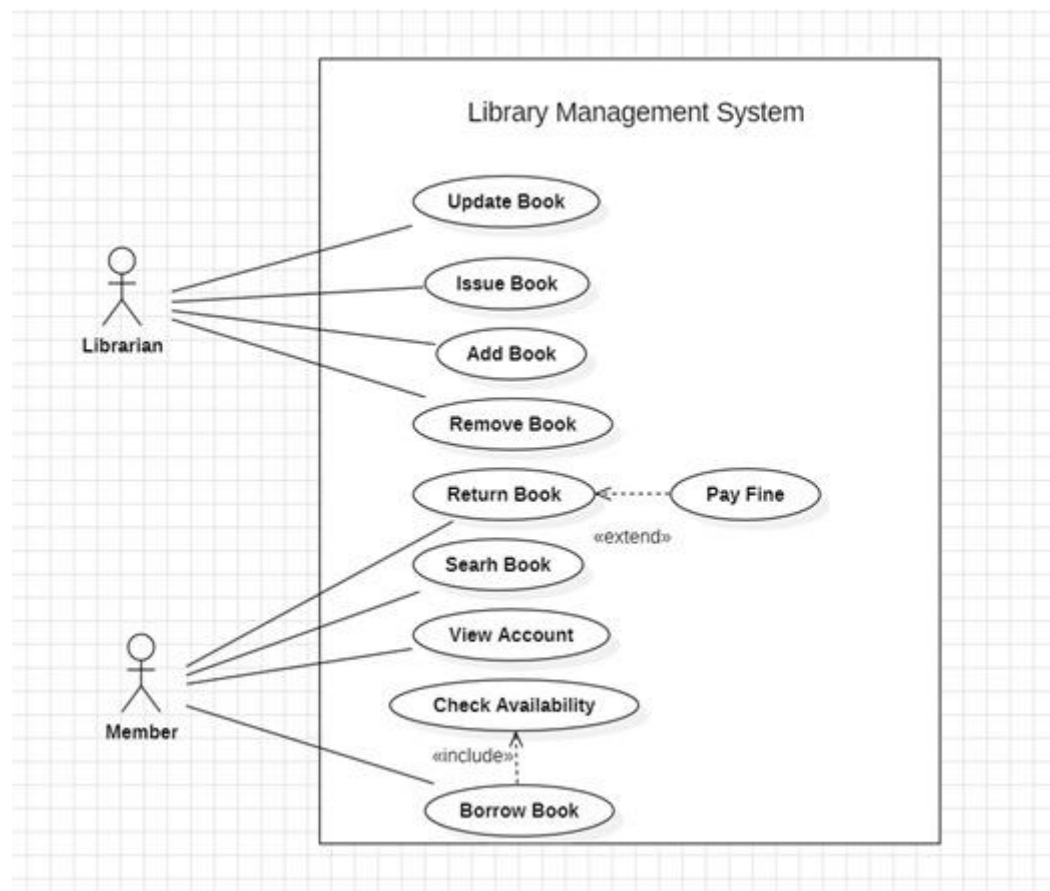 Library Management System
Update Book
Issue Book
Add Book
Librarian
Remove Book
Return Book
Pay Fine
«extend»
Searh Book
View Account
Check Availability
Member
«include»
Borrow Book